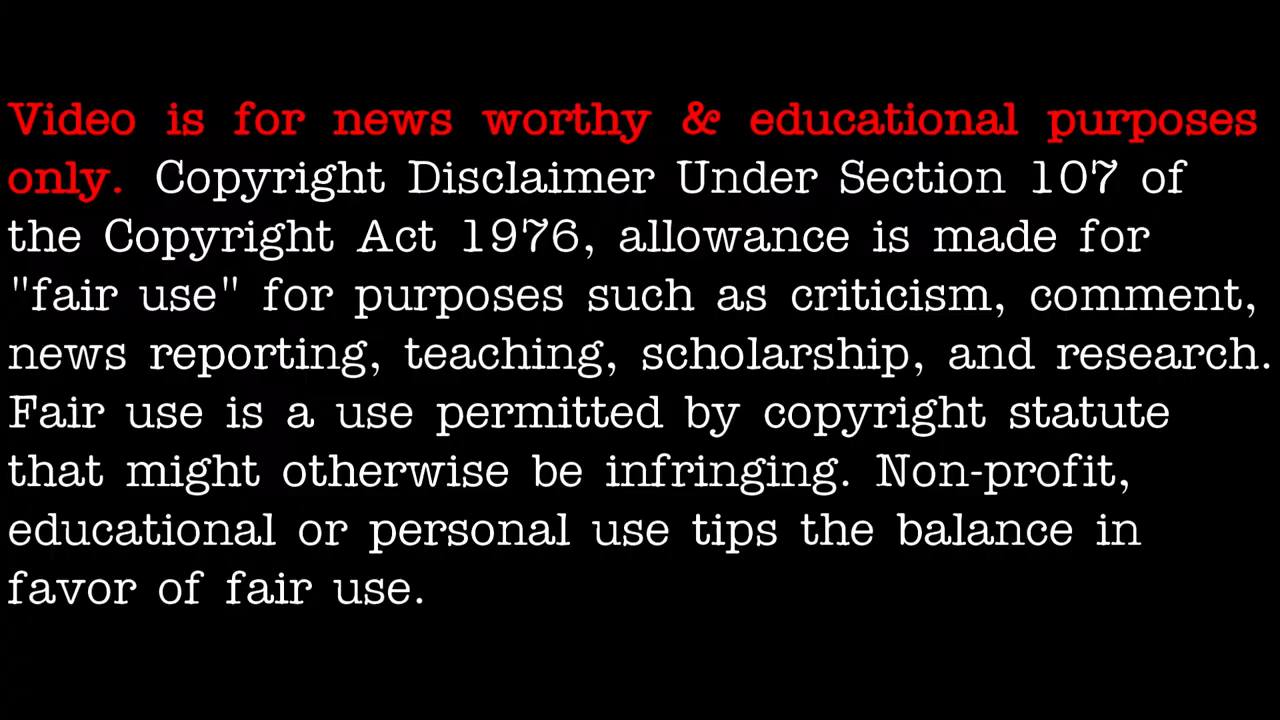 Video is for news worthy & educational purposes
only. Copyright Disclaimer Under Section 107 of
the Copyright Act 1976, allowance is made for
"fair use" for purposes such as criticism, comment,
news reporting, teaching, scholarship, and research.
Fair use is a use permitted by copyright statute
that might otherwise be infringing. Non-profit,
educational or personal use tips the balance in
favor of fair use.